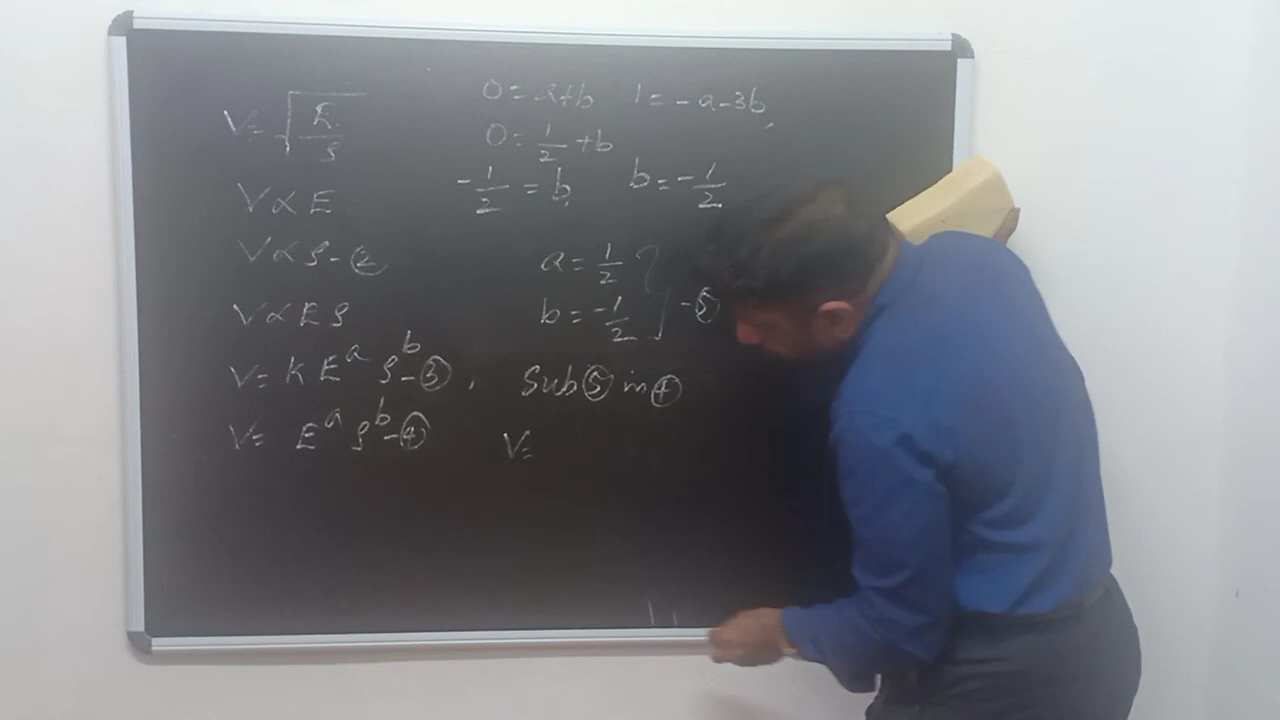 V = √(E/ρ)
V ∝ E
V ∝ ρ - ②
V ∝ E ρ
V = K E^a ρ^b - ③,
V = E^a ρ^b - ④
0 = a+b 1 = -a-3b,
0 = 1/2 + b
-1/2 = b, b = -1/2
a = 1/2
b = -1/2 } - ⑤
Sub ⑤ in ④
V =